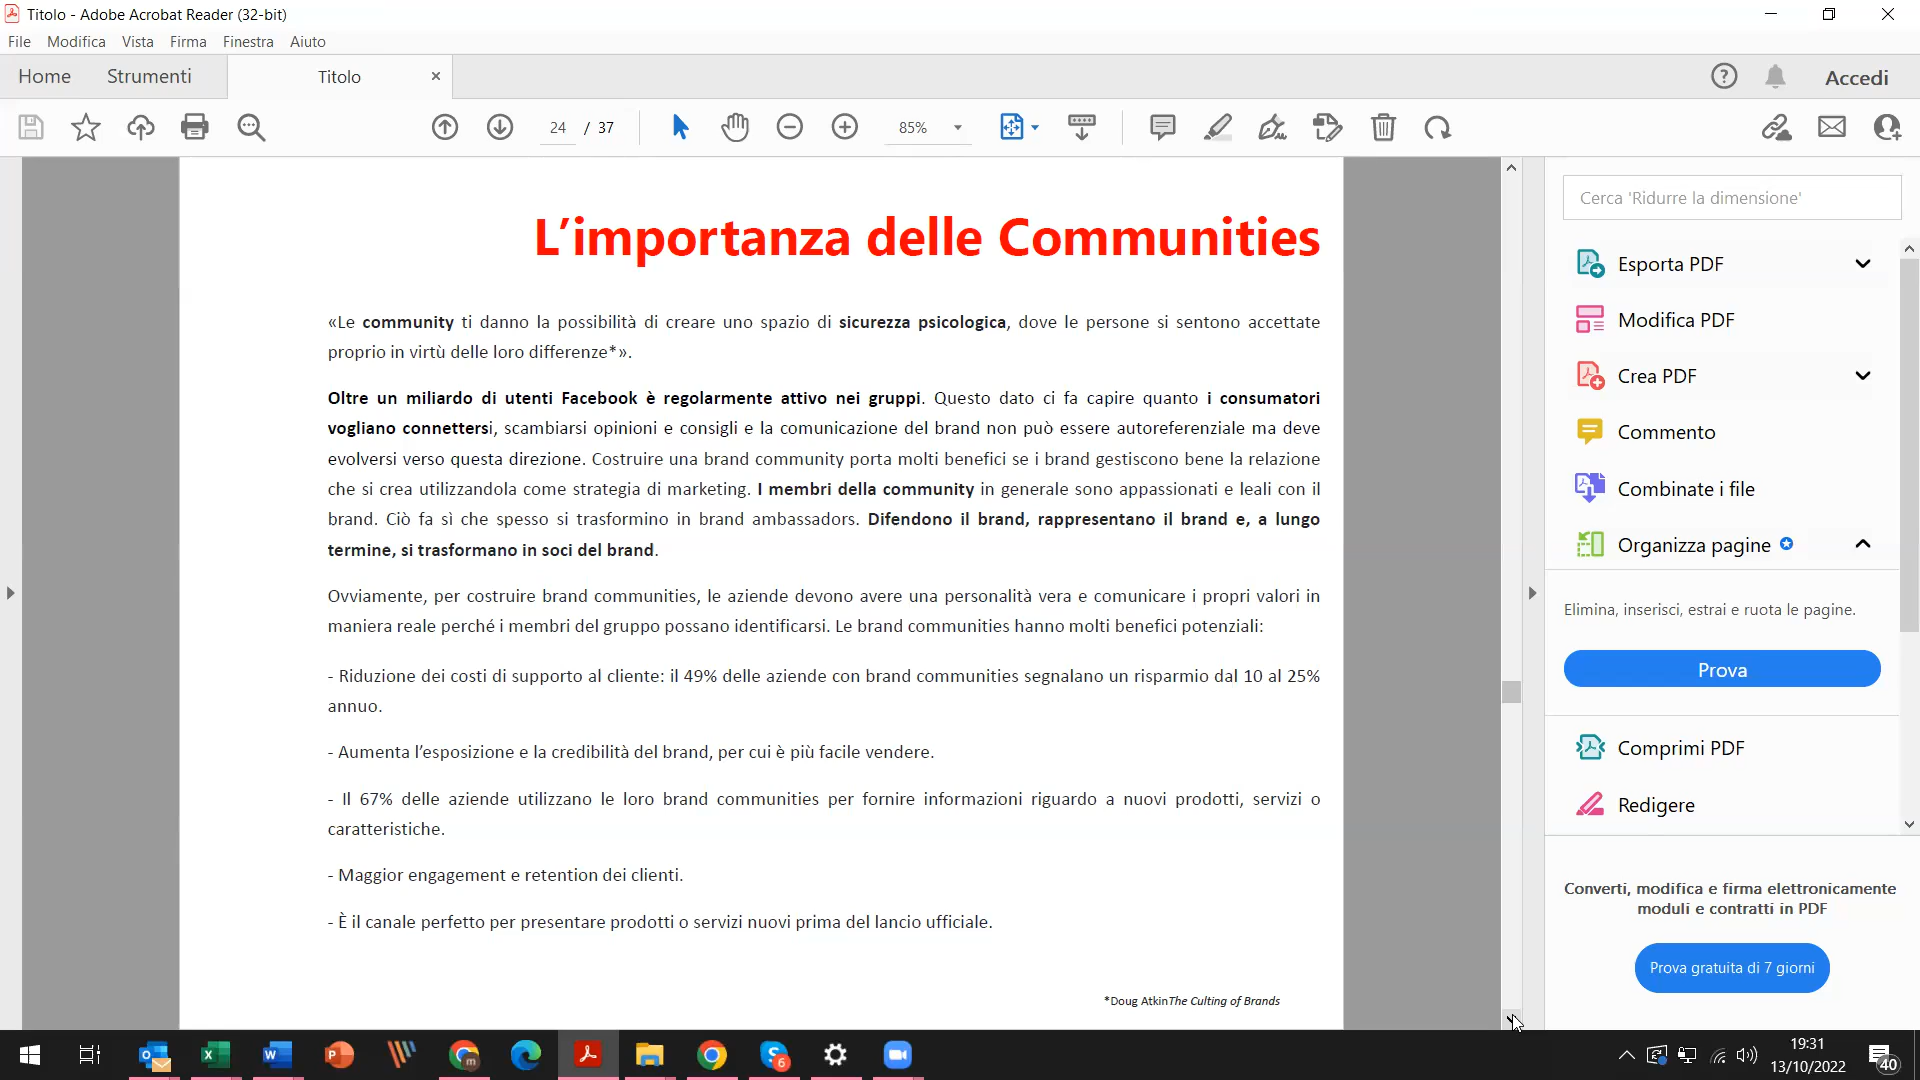 Titolo - Adobe Acrobat Reader (32-bit)
File Modifica Vista Firma Finestra Aiuto
Home Strumenti Titolo Accedi
24 / 37 85%
L’importanza delle Communities
«Le community ti danno la possibilità di creare uno spazio di sicurezza psicologica, dove le persone si sentono accettate
proprio in virtù delle loro differenze*».
Oltre un miliardo di utenti Facebook è regolarmente attivo nei gruppi. Questo dato ci fa capire quanto i consumatori
vogliano connettersi, scambiarsi opinioni e consigli e la comunicazione del brand non può essere autoreferenziale ma deve
evolversi verso questa direzione. Costruire una brand community porta molti benefici se i brand gestiscono bene la relazione
che si crea utilizzandola come strategia di marketing. I membri della community in generale sono appassionati e leali con il
brand. Ciò fa sì che spesso si trasformino in brand ambassadors. Difendono il brand, rappresentano il brand e, a lungo
termine, si trasformano in soci del brand.
Ovviamente, per costruire brand communities, le aziende devono avere una personalità vera e comunicare i propri valori in
maniera reale perché i membri del gruppo possano identificarsi. Le brand communities hanno molti benefici potenziali:
- Riduzione dei costi di supporto al cliente: il 49% delle aziende con brand communities segnalano un risparmio dal 10 al 25%
annuo.
- Aumenta l’esposizione e la credibilità del brand, per cui è più facile vendere.
- Il 67% delle aziende utilizzano le loro brand communities per fornire informazioni riguardo a nuovi prodotti, servizi o
caratteristiche.
- Maggior engagement e retention dei clienti.
- È il canale perfetto per presentare prodotti o servizi nuovi prima del lancio ufficiale.
*Doug AtkinThe Culting of Brands
Cerca 'Ridurre la dimensione'
Esporta PDF
Modifica PDF
Crea PDF
Commento
Combinate i file
Organizza pagine
Elimina, inserisci, estrai e ruota le pagine.
Prova
Comprimi PDF
Redigere
Converti, modifica e firma elettronicamente
moduli e contratti in PDF
Prova gratuita di 7 giorni
19:31
13/10/2022
40
6